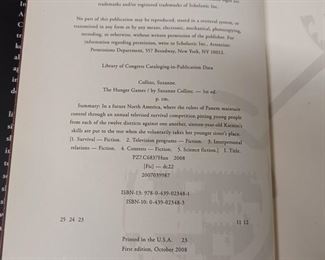 trademarks and/or registered trademarks of Scholastic Inc.
No part of this publication may be reproduced, stored in a retrieval system, or
transmitted in any form or by any means, electronic, mechanical, photocopying,
recording, or otherwise, without written permission of the publisher. For
information regarding permission, write to Scholastic Inc., Attention:
Permissions Department, 557 Broadway, New York, NY 10012.
Library of Congress Cataloging-in-Publication Data
Collins, Suzanne.
The Hunger Games / by Suzanne Collins. — 1st ed.
p. cm.
Summary: In a future North America, where the rulers of Panem maintain
control through an annual televised survival competition pitting young people
from each of the twelve districts against one another, sixteen-year-old Katniss's
skills are put to the test when she voluntarily takes her younger sister's place.
[1. Survival — Fiction. 2. Television programs — Fiction. 3. Interpersonal
relations — Fiction. 4. Contests — Fiction. 5. Science fiction.] I. Title.
PZ7.C6837Hun 2008
[Fic] — dc22
2007039987
ISBN-13: 978-0-439-02348-1
ISBN-10: 0-439-02348-3
25 24 23 11 12
Printed in the U.S.A. 23
First edition, October 2008